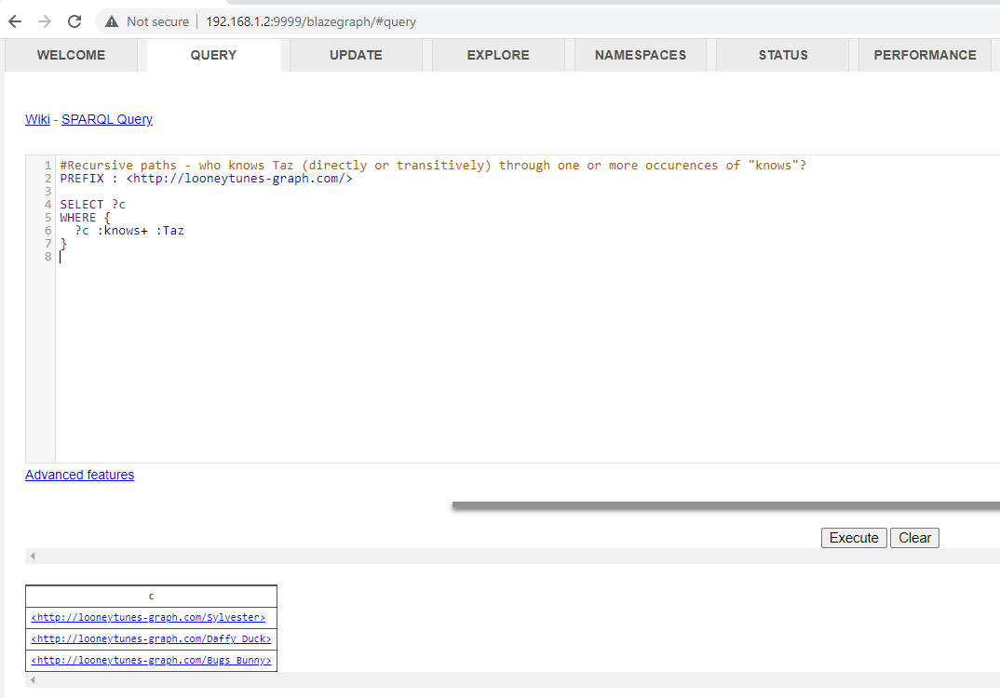 Not secure | 192.168.1.2:9999/blazegraph/#query
WELCOME QUERY UPDATE EXPLORE NAMESPACES STATUS PERFORMANCE
Wiki - SPARQL Query
1 #Recursive paths - who knows Taz (directly or transitively) through one or more occurences of "knows"?
2 PREFIX : <http://looneytunes-graph.com/>
3
4 SELECT ?c
5 WHERE {
6   ?c :knows+ :Taz
7 }
8
Advanced features
Execute Clear
c
<http://looneytunes-graph.com/Sylvester>
<http://looneytunes-graph.com/Daffy_Duck>
<http://looneytunes-graph.com/Bugs_Bunny>